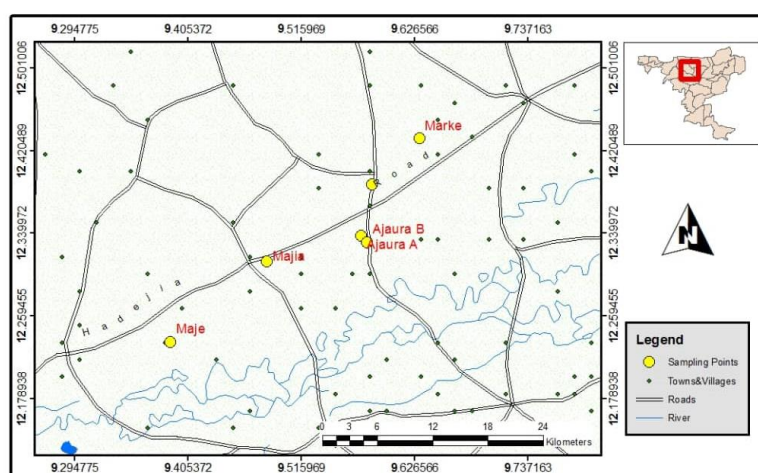 9.294775 9.405372 9.515969 9.626566 9.737163
12.501006 12.501006
Marke
12.420489 12.420489
Road
Ajaura B
12.339972 12.339972
Ajaura A
Majia
Hadejia
12.259455 12.259455
Maje
12.178938 12.178938
0 3 6 12 18 24
Kilometers
9.294775 9.405372 9.515969 9.626566 9.737163
N
Legend
Sampling Points
Towns&Villages
Roads
River